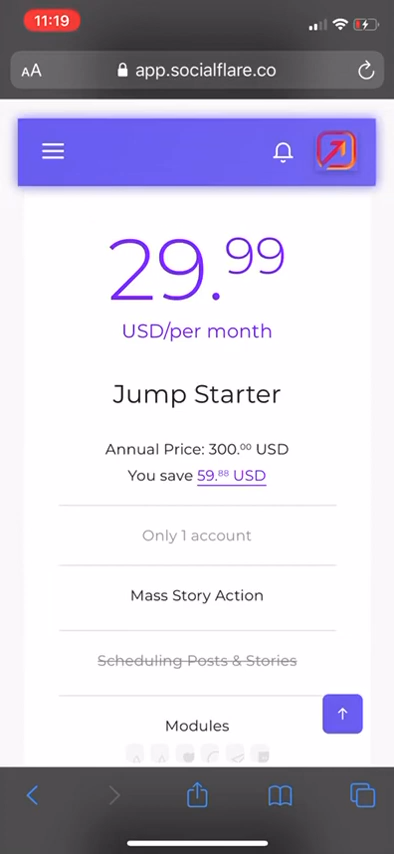 11:19
AA
app.socialflare.co
29.99
USD/per month
Jump Starter
Annual Price: 300.00 USD
You save 59.88 USD
Only 1 account
Mass Story Action
Scheduling Posts & Stories
Modules